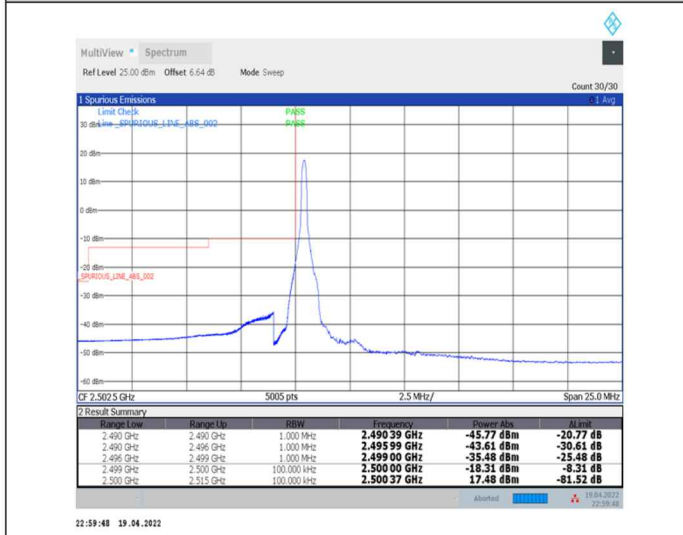 MultiView Spectrum
Ref Level 25.00 dBm Offset 6.64 dB Mode Sweep
Count 30/30
1 Spurious Emissions 1 Avg
Limit Check PASS
30 dBm Line _SPURIOUS_LINE_ABS_002 PASS
20 dBm
10 dBm
0 dBm
-10 dBm
-20 dBm
_SPURIOUS_LINE_ABS_002
-30 dBm
-40 dBm
-50 dBm
-60 dBm
CF 2.5025 GHz 5005 pts 2.5 MHz/ Span 25.0 MHz
2 Result Summary
Range Low Range Up RBW Frequency Power Abs ΔLimit
2.490 GHz 2.490 GHz 1.000 MHz 2.490 39 GHz -45.77 dBm -20.77 dB
2.490 GHz 2.496 GHz 1.000 MHz 2.495 99 GHz -43.61 dBm -30.61 dB
2.496 GHz 2.499 GHz 1.000 MHz 2.499 00 GHz -35.48 dBm -25.48 dB
2.499 GHz 2.500 GHz 100.000 kHz 2.500 00 GHz -18.31 dBm -8.31 dB
2.500 GHz 2.515 GHz 100.000 kHz 2.500 37 GHz 17.48 dBm -81.52 dB
Aborted 19.04.2022
22:59:48
22:59:48 19.04.2022